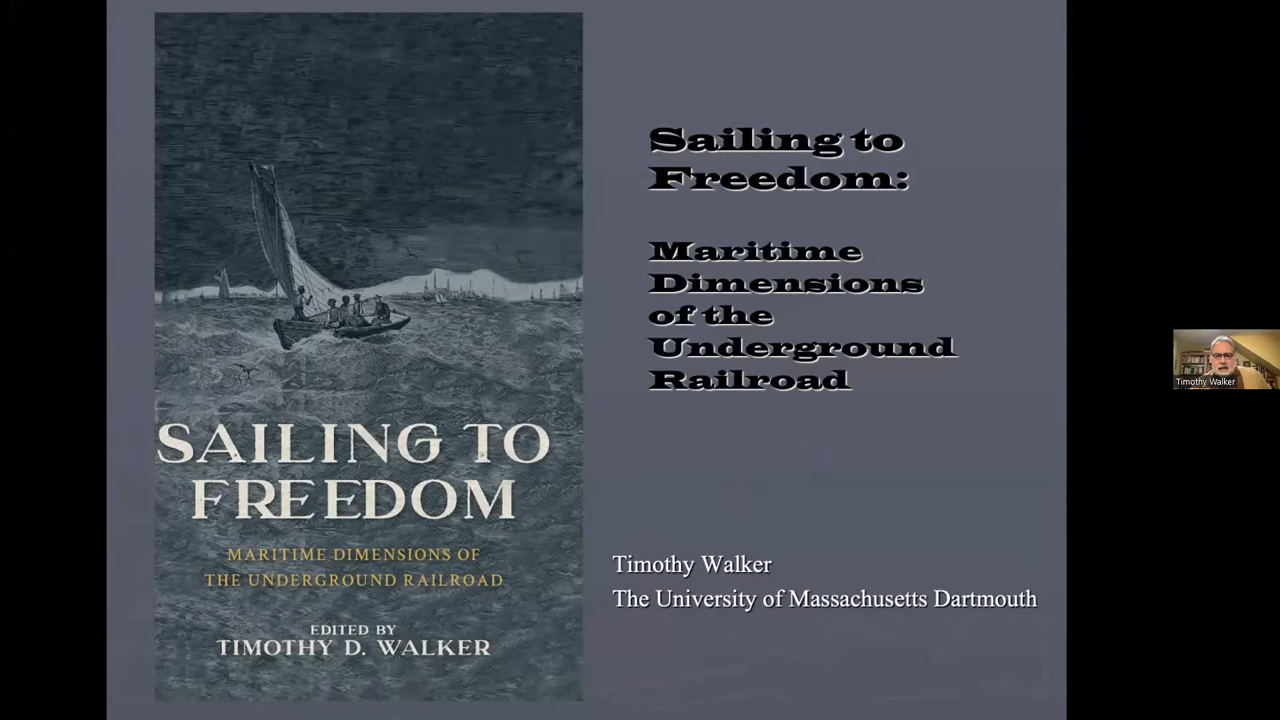 SAILING TO
FREEDOM
MARITIME DIMENSIONS OF
THE UNDERGROUND RAILROAD
EDITED BY
TIMOTHY D. WALKER
Sailing to
Freedom:
Maritime
Dimensions
of the
Underground
Railroad
Timothy Walker
The University of Massachusetts Dartmouth
Timothy Walker